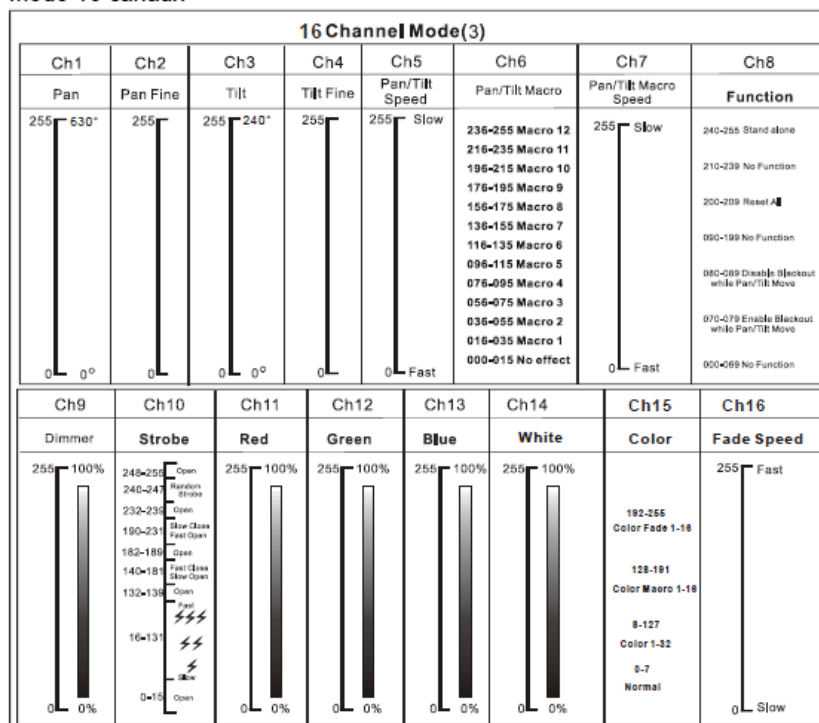 16 Channel Mode(3)
Ch1 Ch2 Ch3 Ch4 Ch5 Ch6 Ch7 Ch8
Pan Pan Fine Tilt Tilt Fine Pan/Tilt Speed Pan/Tilt Macro Pan/Tilt Macro Speed Function
255 630° 255 255 240° 255 255 Slow
236-255 Macro 12
216-235 Macro 11
196-215 Macro 10
176-195 Macro 9
156-175 Macro 8
136-155 Macro 7
116-135 Macro 6
096-115 Macro 5
076-095 Macro 4
056-075 Macro 3
036-055 Macro 2
016-035 Macro 1
000-015 No effect
255 Slow
240-255 Stand alone
210-239 No Function
200-209 Reset All
090-199 No Function
080-089 Disable Blackout
while Pan/Tilt Move
070-079 Enable Blackout
while Pan/Tilt Move
000-069 No Function
0 0° 0 0 0° 0 0 Fast
0 Fast
Ch9 Ch10 Ch11 Ch12 Ch13 Ch14 Ch15 Ch16
Dimmer Strobe Red Green Blue White Color Fade Speed
255 100%
0 0%
248-255 Open
240-247 Random Strobe
232-239 Open
190-231 Slow Close Fast Open
182-189 Open
140-181 Fast Close Slow Open
132-139 Open
Fast
16-131
Slow
0-15 Open
255 100% 255 100% 255 100% 255 100%
0 0% 0 0% 0 0% 0 0%
192-255
Color Fade 1-16
128-191
Color Macro 1-16
8-127
Color 1-32
0-7
Normal
255 Fast
0 Slow